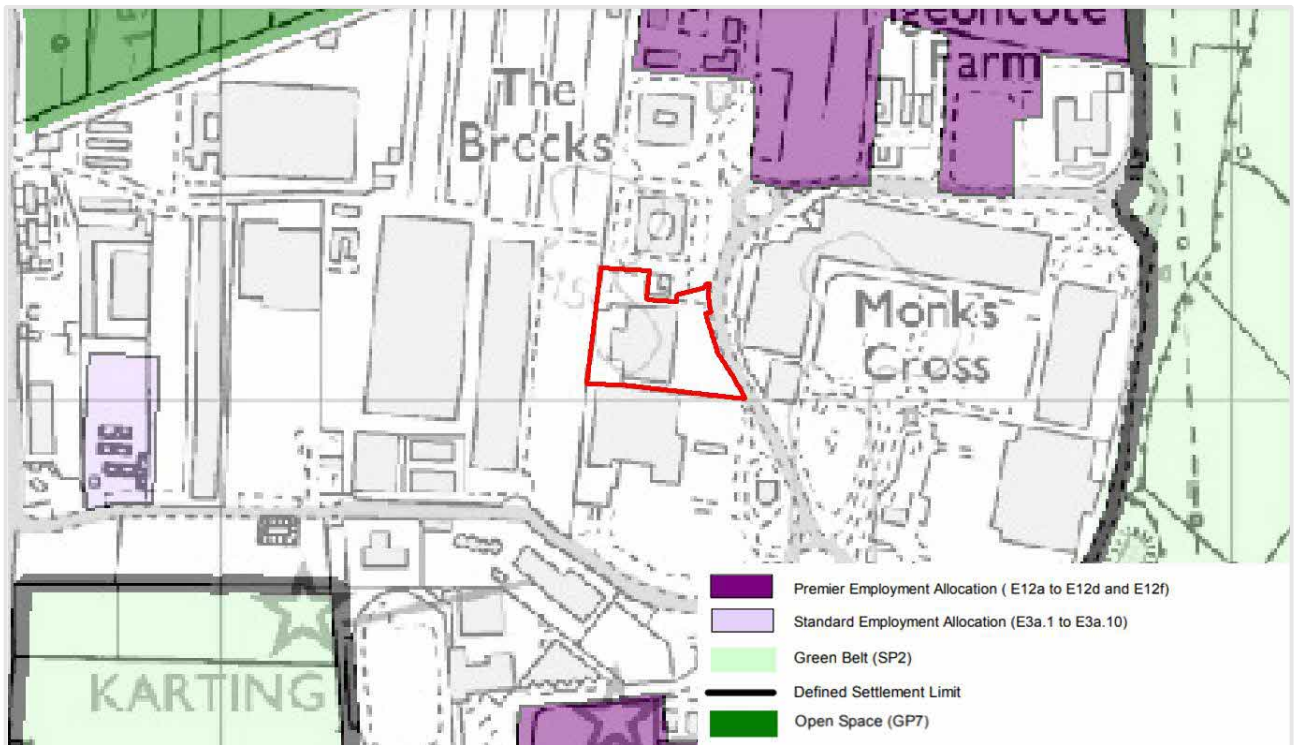 Farm
The
Brocks
Monks
Cross
KARTING
Premier Employment Allocation ( E12a to E12d and E12f)
Standard Employment Allocation (E3a.1 to E3a.10)
Green Belt (SP2)
Defined Settlement Limit
Open Space (GP7)